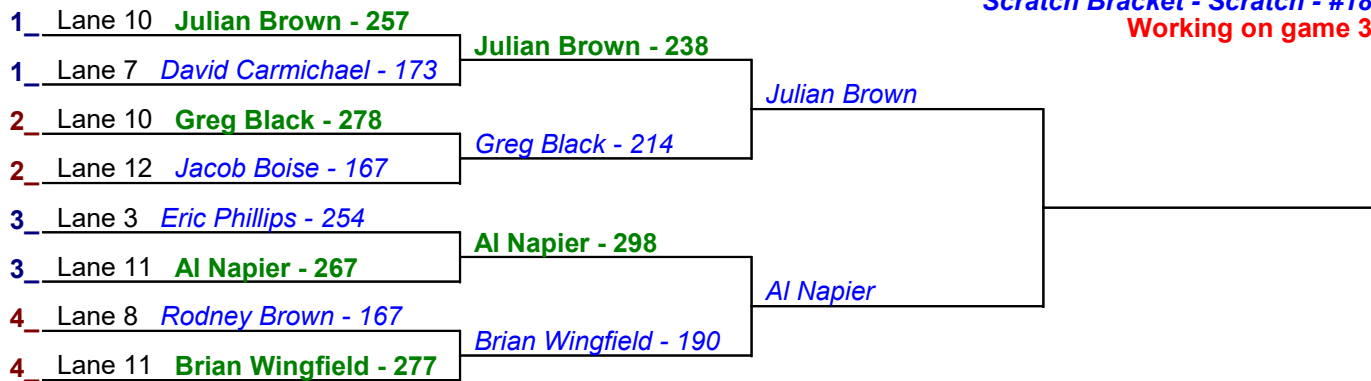 Scratch Bracket - Scratch - #18
Working on game 3
1_ Lane 10 Julian Brown - 257
1_ Lane 7 David Carmichael - 173
2_ Lane 10 Greg Black - 278
2_ Lane 12 Jacob Boise - 167
3_ Lane 3 Eric Phillips - 254
3_ Lane 11 Al Napier - 267
4_ Lane 8 Rodney Brown - 167
4_ Lane 11 Brian Wingfield - 277
Julian Brown - 238
Greg Black - 214
Al Napier - 298
Brian Wingfield - 190
Julian Brown
Al Napier